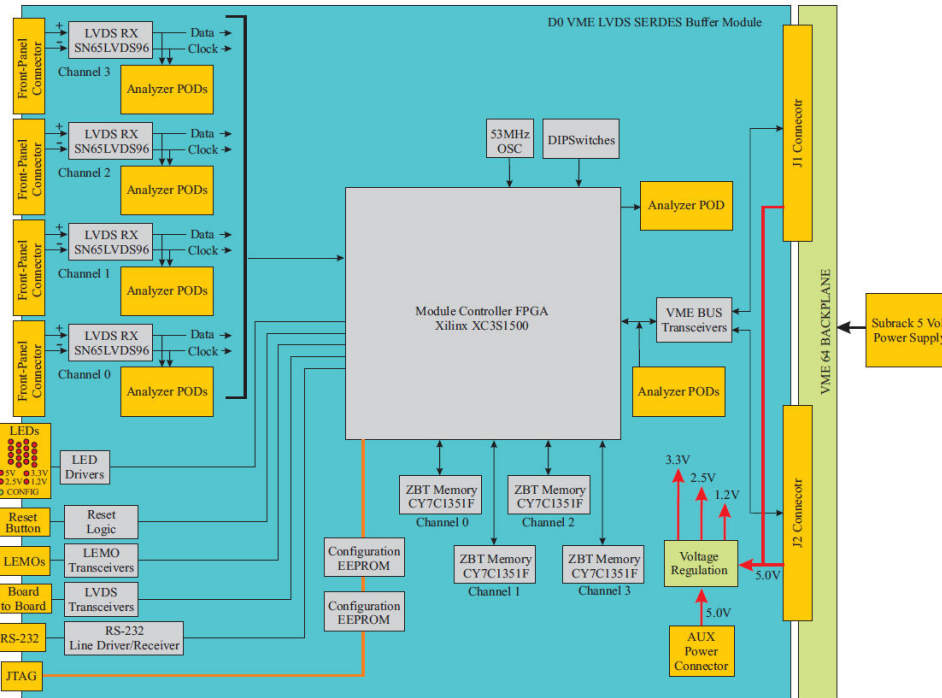 D0 VME LVDS SERDES Buffer Module
Front-Panel
Connector
+
−
LVDS RX
SN65LVDS96
Data
Clock
Channel 3
Analyzer PODs
Front-Panel
Connector
+
−
LVDS RX
SN65LVDS96
Data
Clock
Channel 2
Analyzer PODs
Front-Panel
Connector
+
−
LVDS RX
SN65LVDS96
Data
Clock
Channel 1
Analyzer PODs
Front-Panel
Connector
+
−
LVDS RX
SN65LVDS96
Data
Clock
Channel 0
Analyzer PODs
53MHz
OSC
DIPSwitches
Analyzer POD
Module Controller FPGA
Xilinx XC3S1500
VME BUS
Transceivers
Analyzer PODs
J1 Connecotr
VME 64 BACKPLANE
Subrack 5 Vol
Power Supply
J2 Connecotr
LEDs
5V
3.3V
2.5V
1.2V
CONFIG
LED
Drivers
Reset
Button
Reset
Logic
LEMOs
LEMO
Transceivers
Board
to Board
LVDS
Transceivers
RS-232
RS-232
Line Driver/Receiver
JTAG
Configuration
EEPROM
Configuration
EEPROM
ZBT Memory
CY7C1351F
Channel 0
ZBT Memory
CY7C1351F
Channel 2
ZBT Memory
CY7C1351F
Channel 1
ZBT Memory
CY7C1351F
Channel 3
3.3V
2.5V
1.2V
Voltage
Regulation
5.0V
5.0V
AUX
Power
Connector